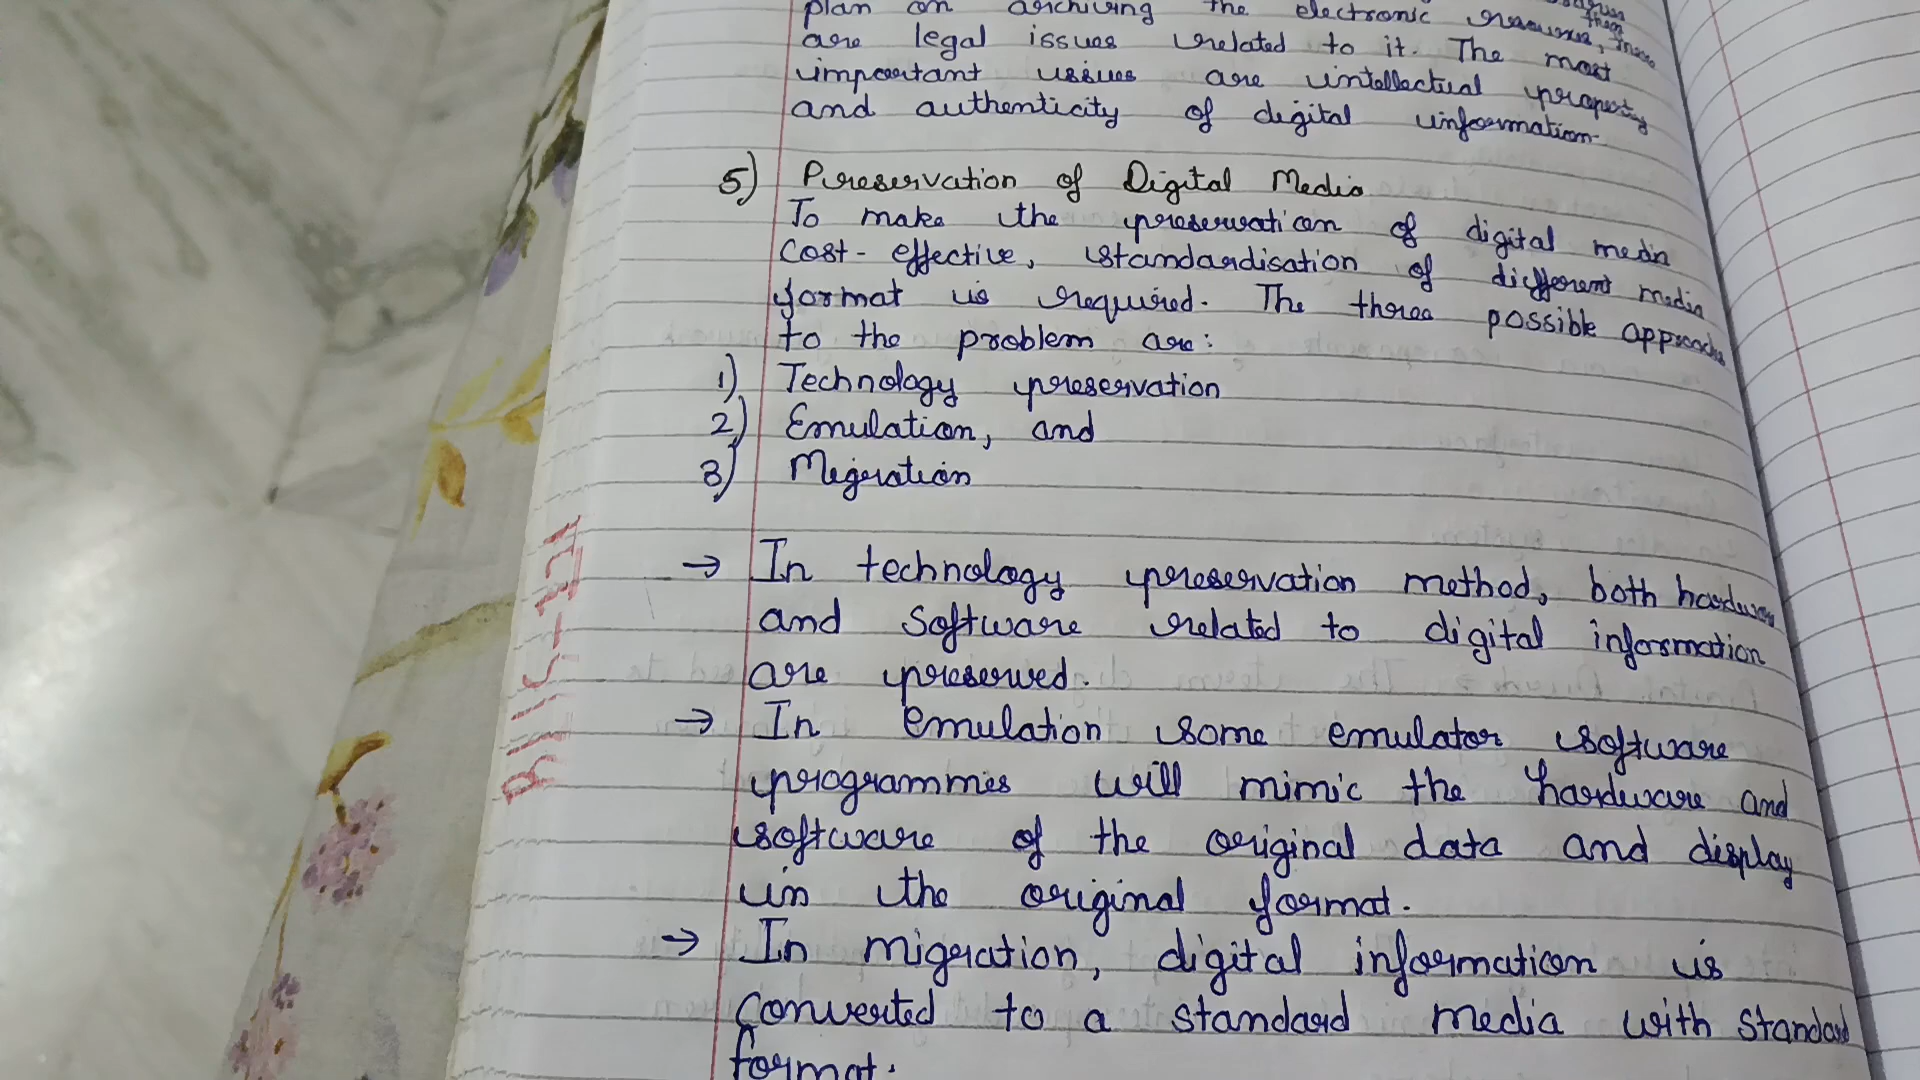 plan on archiving the electronic resources, there
are legal issues related to it. The most
important issues are intellectual property
and authenticity of digital information.
5) Preservation of Digital Media
To make the preservation of digital media
cost-effective, standardisation of different media
format is required. The three possible approaches
to the problem are:
1) Technology preservation
2) Emulation, and
3) Migration
→ In technology preservation method, both hardware
and software related to digital information
are preserved.
→ In emulation some emulator software
programmes will mimic the hardware and
software of the original data and display
in the original format.
→ In migration, digital information is
converted to a standard media with standard
format.